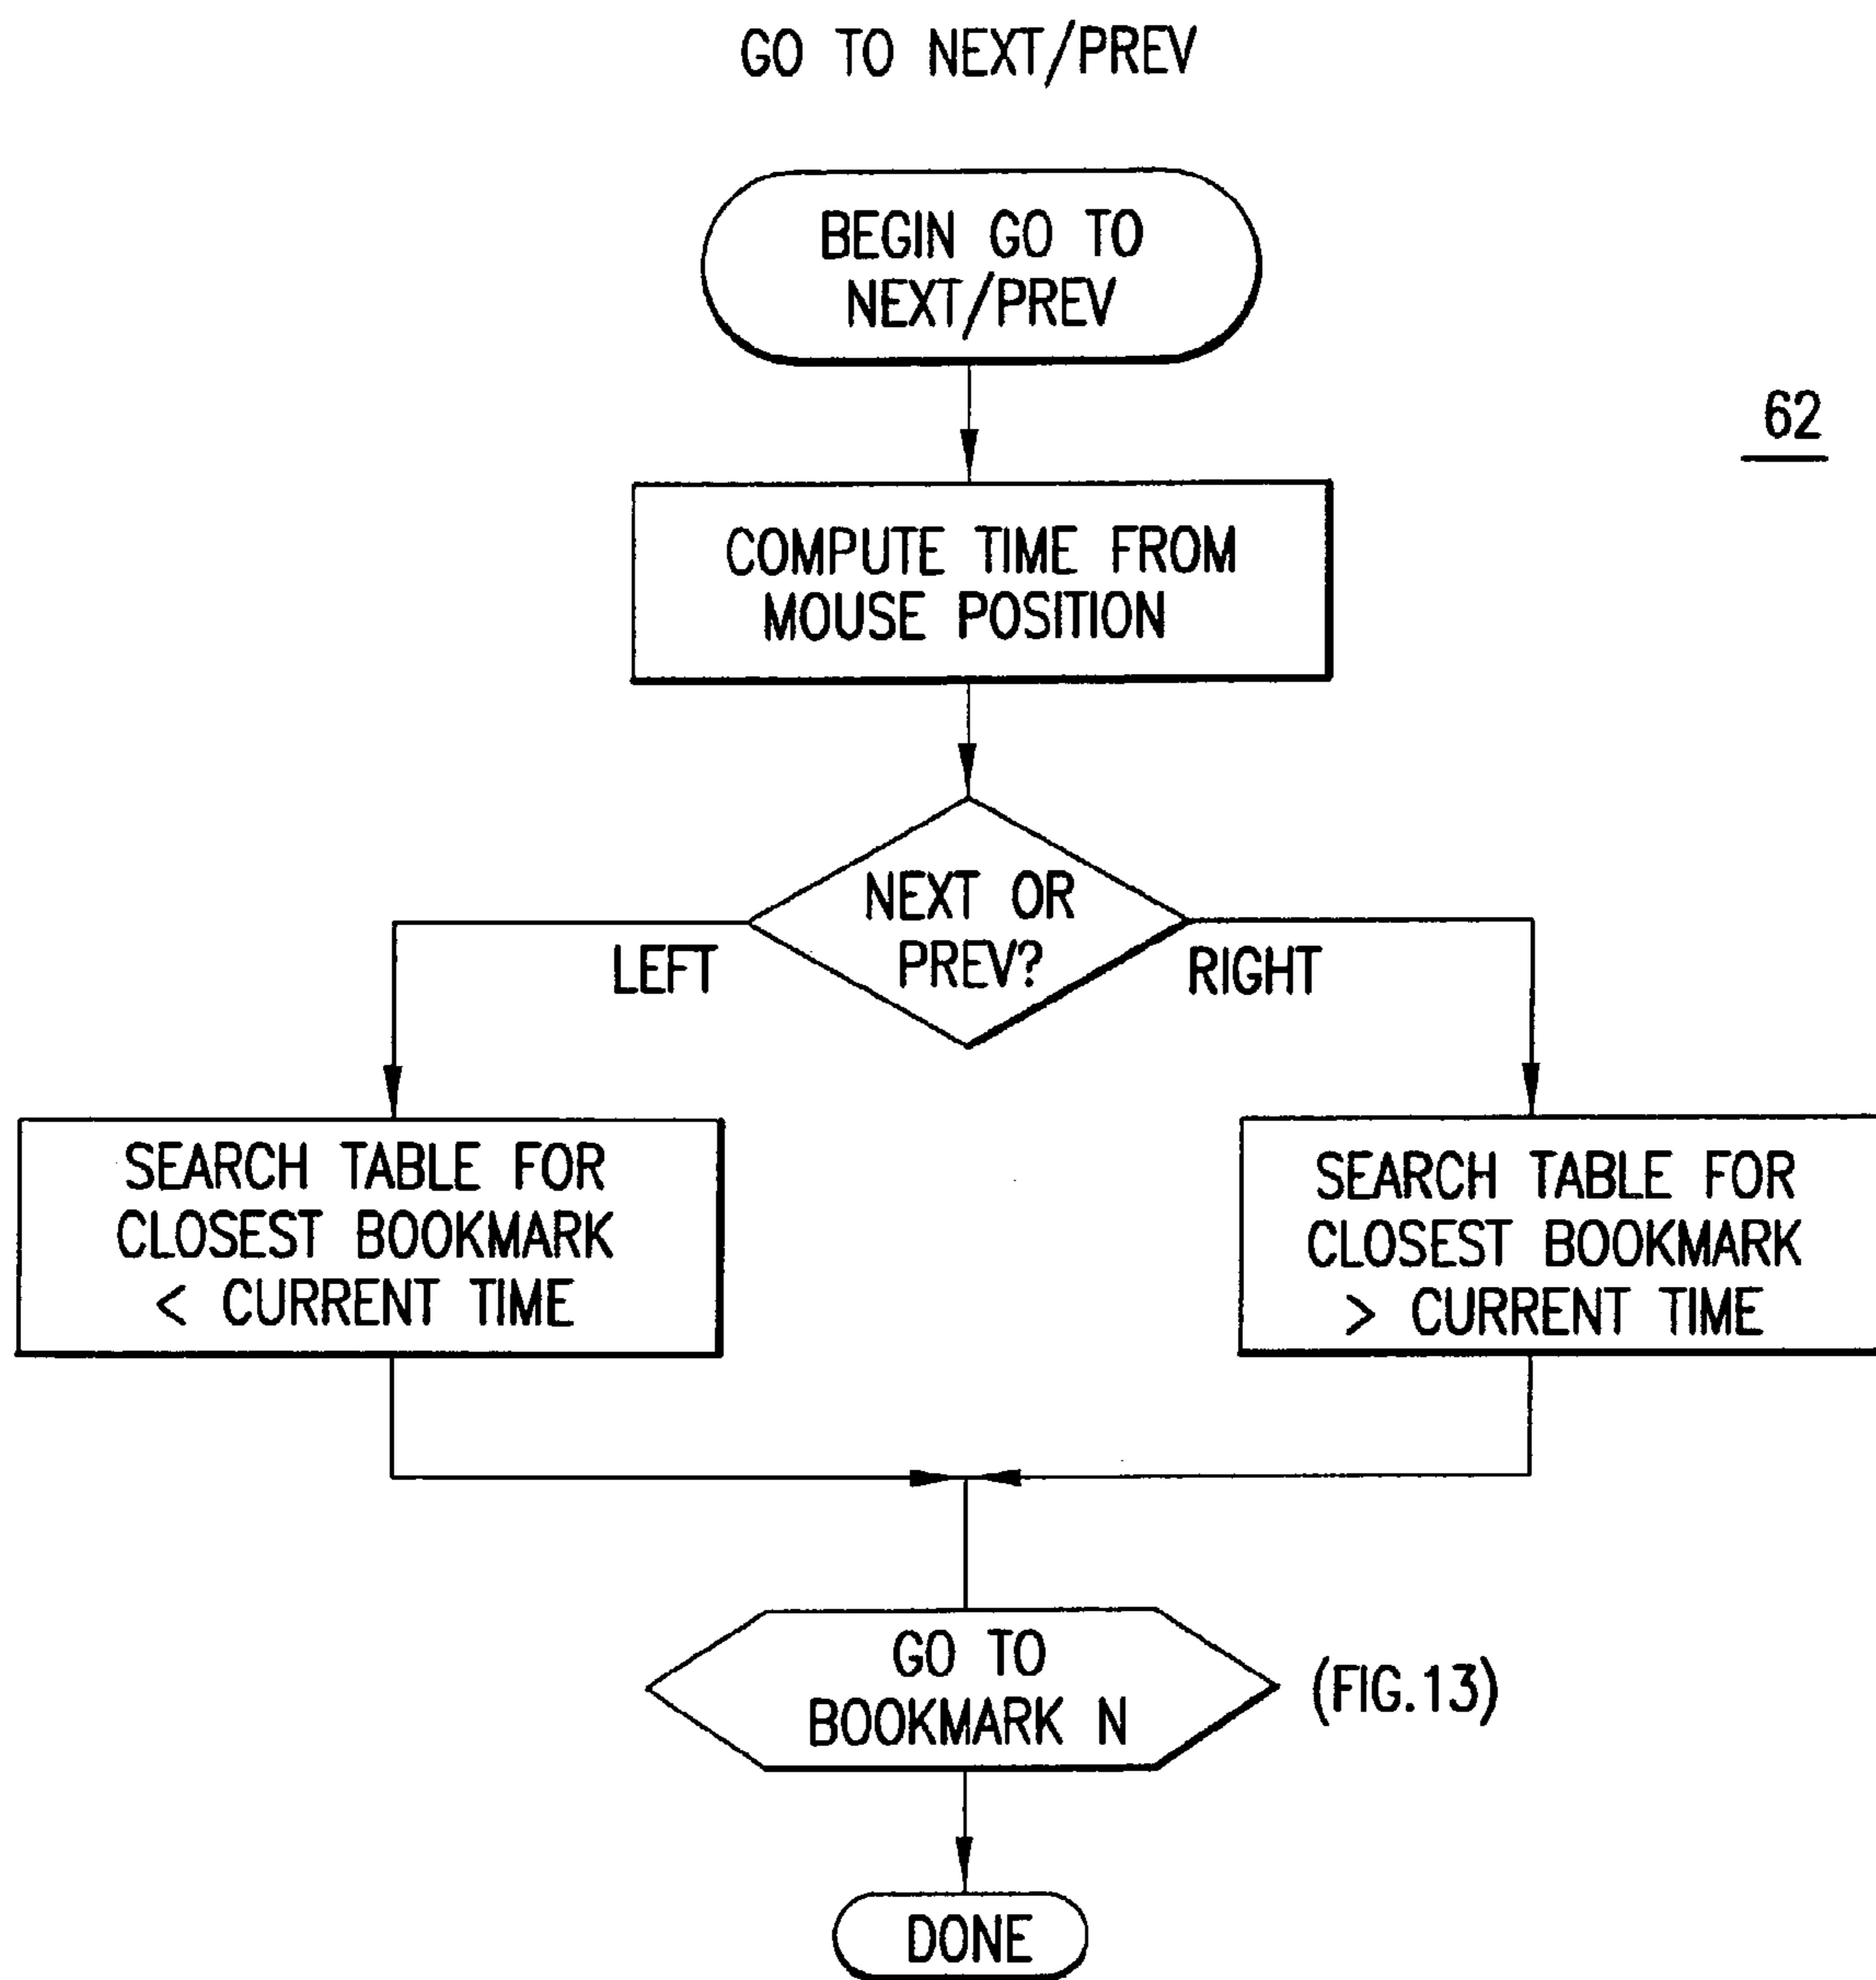 GO TO NEXT/PREV
BEGIN GO TO
NEXT/PREV
62
COMPUTE TIME FROM
MOUSE POSITION
NEXT OR
PREV?
LEFT
RIGHT
SEARCH TABLE FOR
CLOSEST BOOKMARK
< CURRENT TIME
SEARCH TABLE FOR
CLOSEST BOOKMARK
> CURRENT TIME
GO TO
BOOKMARK N
(FIG.13)
DONE